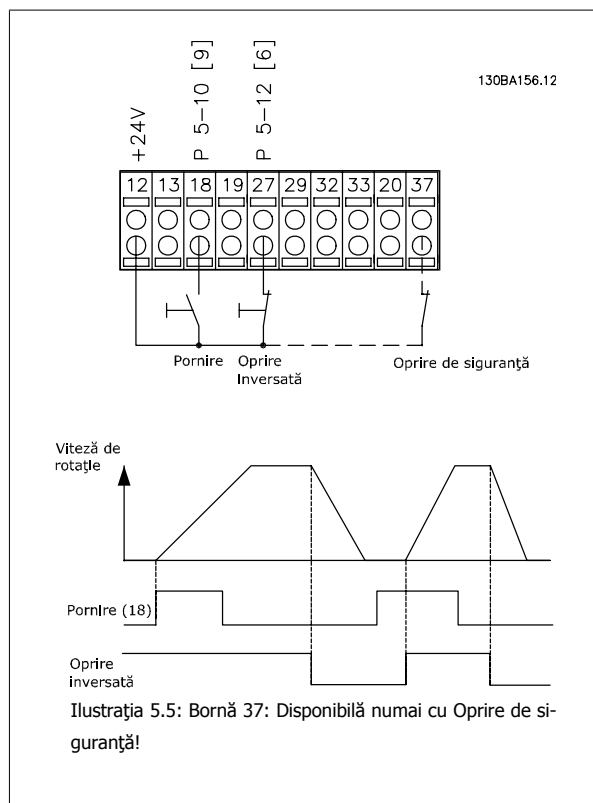 130BA156.12
+24V
P 5-10 [9]
P 5-12 [6]
12 13 18 19 27 29 32 33 20 37
Pornire
Oprire
Inversată
Oprire de siguranţă
Viteză de
rotaţie
Pornire (18)
Oprire
inversată
Ilustraţia 5.5: Bornă 37: Disponibilă numai cu Oprire de si-
guranţă!